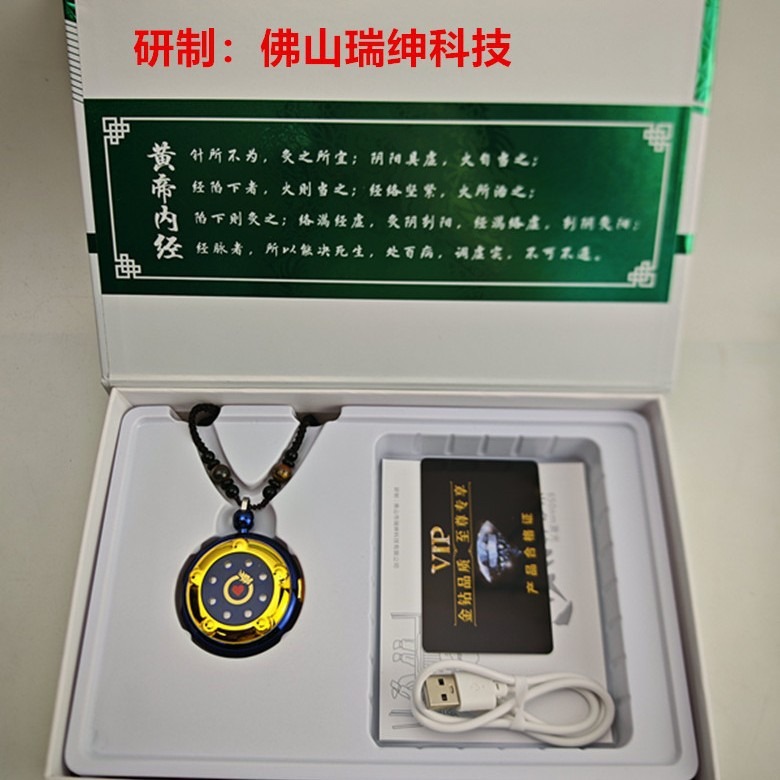 研制：佛山瑞绅科技
黄帝内经
针所不为，灸之所宜；阴阳具虚，火自当之；
经陷下者，火则当之；经络坚紧，火所治之；
陷下则灸之；络满经虚，灸阴刺阳，经满络虚，刺阴灸阳；
经脉者，所以能决死生，处百病，调虚实，不可不通。
VIP
金钻品质 至尊专享
产品合格证